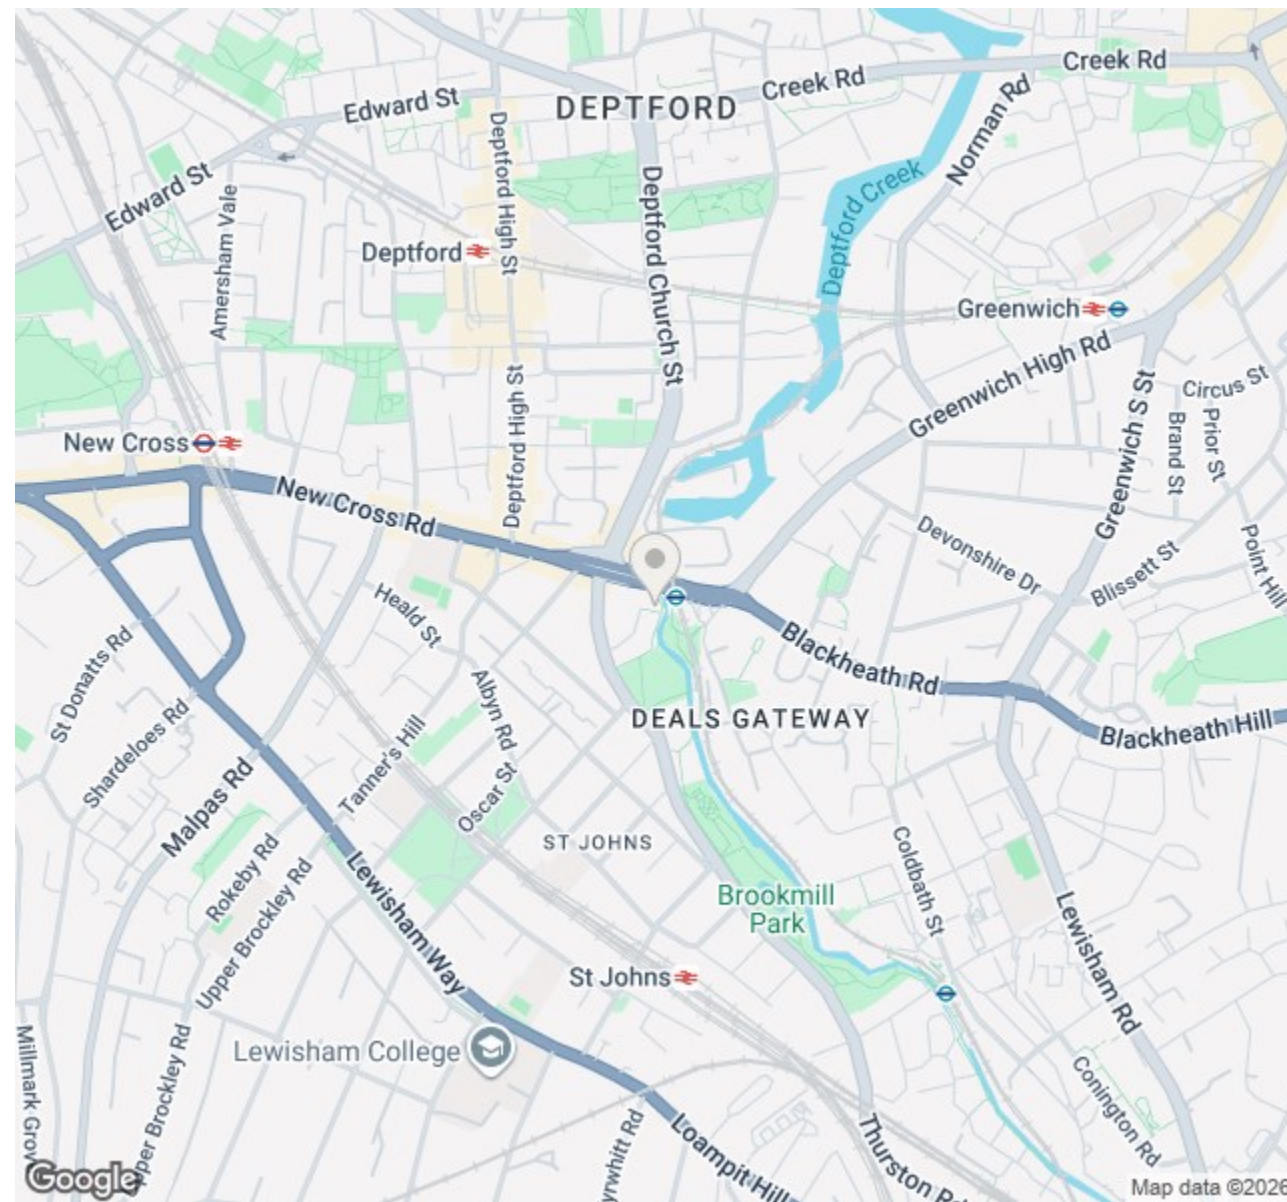 Creek Rd
Edward St
DEPTFORD
Creek Rd
Norman Rd
Deptford High St
Deptford Church St
Deptford Creek
Edward St
Amersham Vale
Deptford
Greenwich
Greenwich High Rd
Circus St
Deptford High St
Greenwich S St
Brand St
Prior St
New Cross
New Cross Rd
Devonshire Dr
Blissett St
Point Hill
Heald St
St Donatts Rd
Blackheath Rd
Albyn Rd
DEALS GATEWAY
Blackheath Hill
Shardeloes Rd
Tanner's Hill
Malpas Rd
Oscar St
ST JOHNS
Rokeby Rd
Coldbath St
Upper Brockley Rd
Lewisham Way
Brookmill
Park
Lewisham Rd
St Johns
Lewisham College
Millmark Grov
pper Brockley Rd
Conington Rd
yrwhitt Rd
Loampit Hill
Thurston R
Google
Map data ©2026